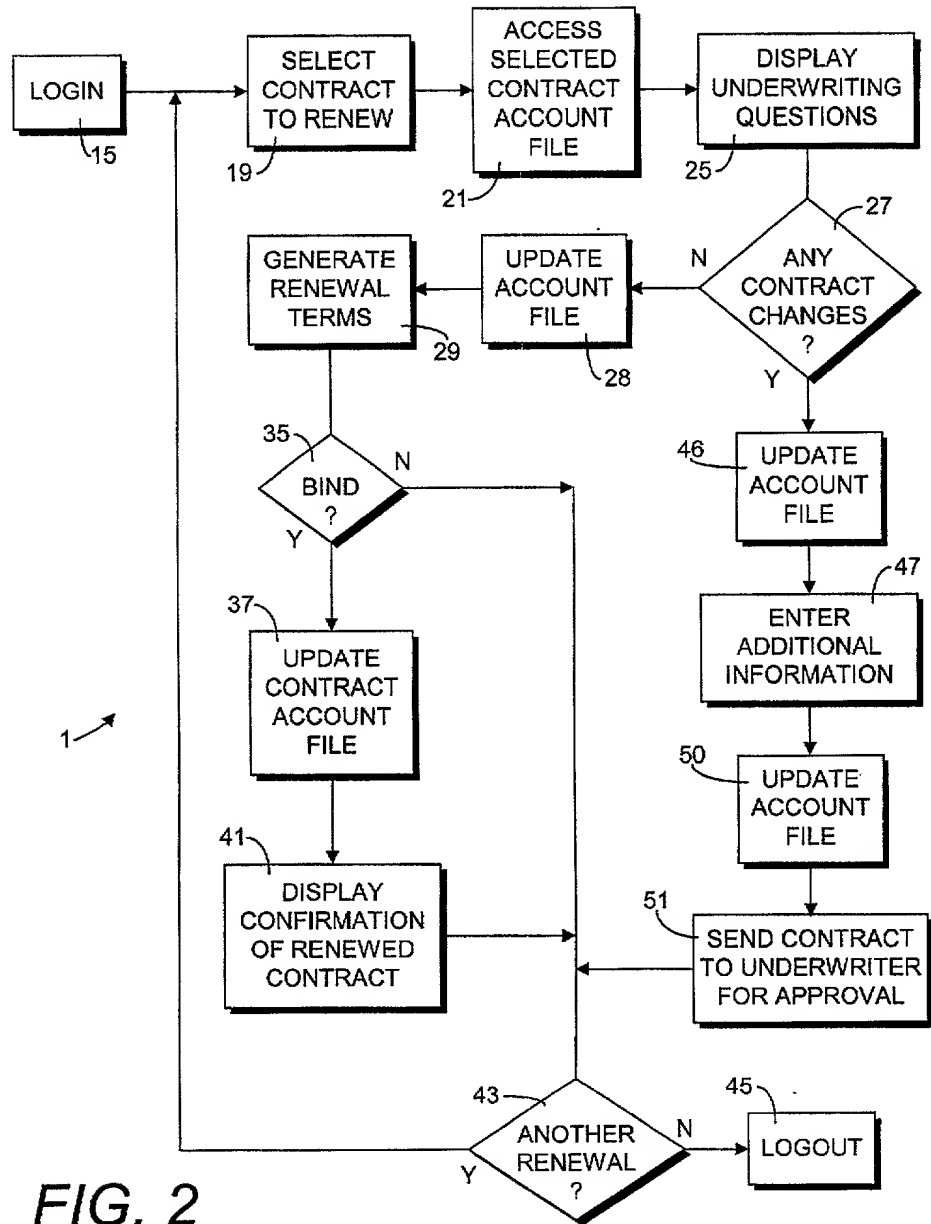 LOGIN
15
SELECT
CONTRACT
TO RENEW
19
ACCESS
SELECTED
CONTRACT
ACCOUNT
FILE
21
DISPLAY
UNDERWRITING
QUESTIONS
25
27
ANY
CONTRACT
CHANGES
?
N
Y
UPDATE
ACCOUNT
FILE
28
GENERATE
RENEWAL
TERMS
29
35
BIND
?
N
Y
46
UPDATE
ACCOUNT
FILE
47
ENTER
ADDITIONAL
INFORMATION
37
UPDATE
CONTRACT
ACCOUNT
FILE
1
50
UPDATE
ACCOUNT
FILE
41
DISPLAY
CONFIRMATION
OF RENEWED
CONTRACT
51
SEND CONTRACT
TO UNDERWRITER
FOR APPROVAL
43
ANOTHER
RENEWAL
?
Y
N
45
LOGOUT
FIG. 2